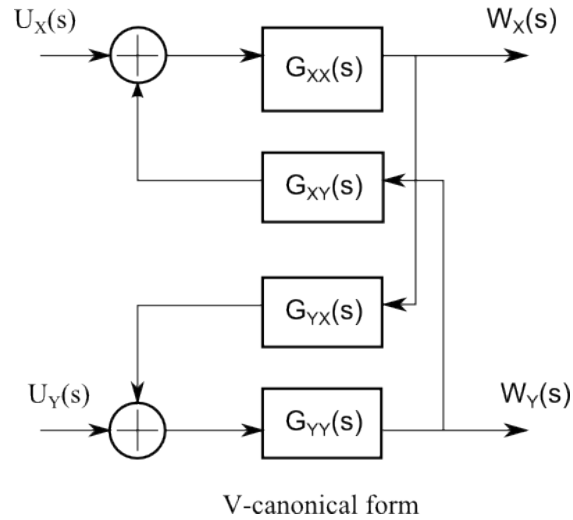 U_X(s)
W_X(s)
G_XX(s)
G_XY(s)
G_YX(s)
U_Y(s)
W_Y(s)
G_YY(s)
V-canonical form